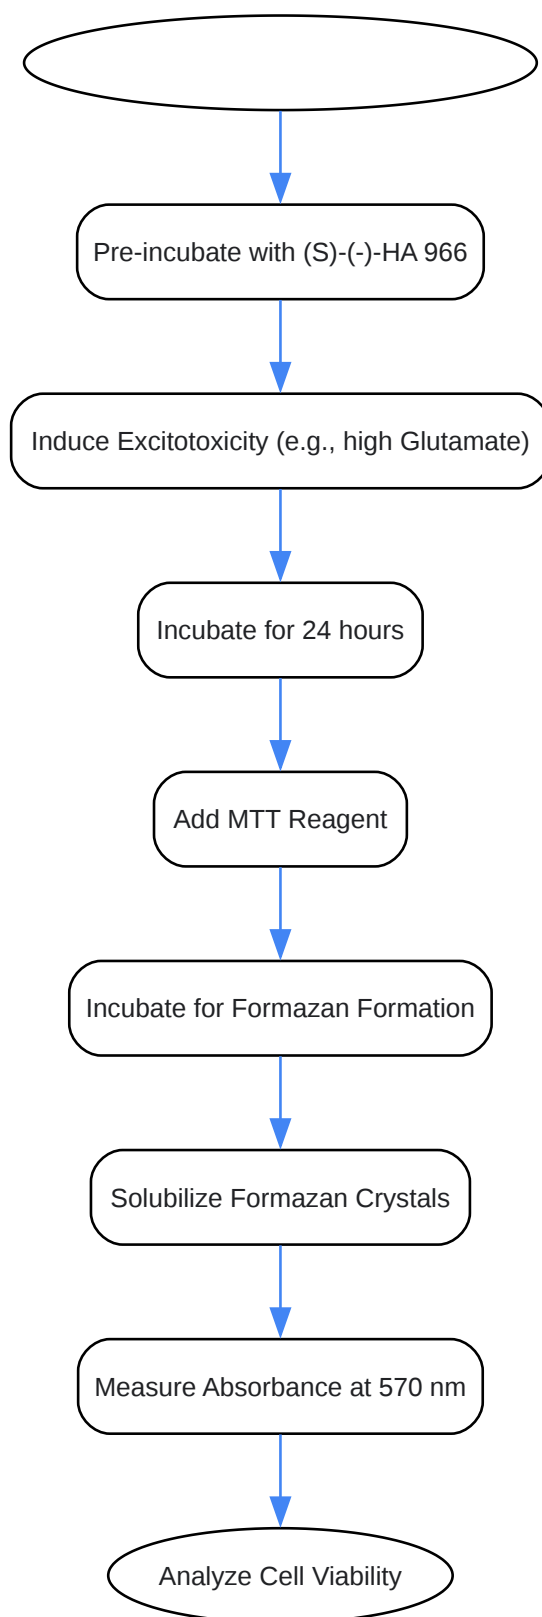 Pre-incubate with (S)-(-)-HA 966
Induce Excitotoxicity (e.g., high Glutamate)
Incubate for 24 hours
Add MTT Reagent
Incubate for Formazan Formation
Solubilize Formazan Crystals
Measure Absorbance at 570 nm
Analyze Cell Viability